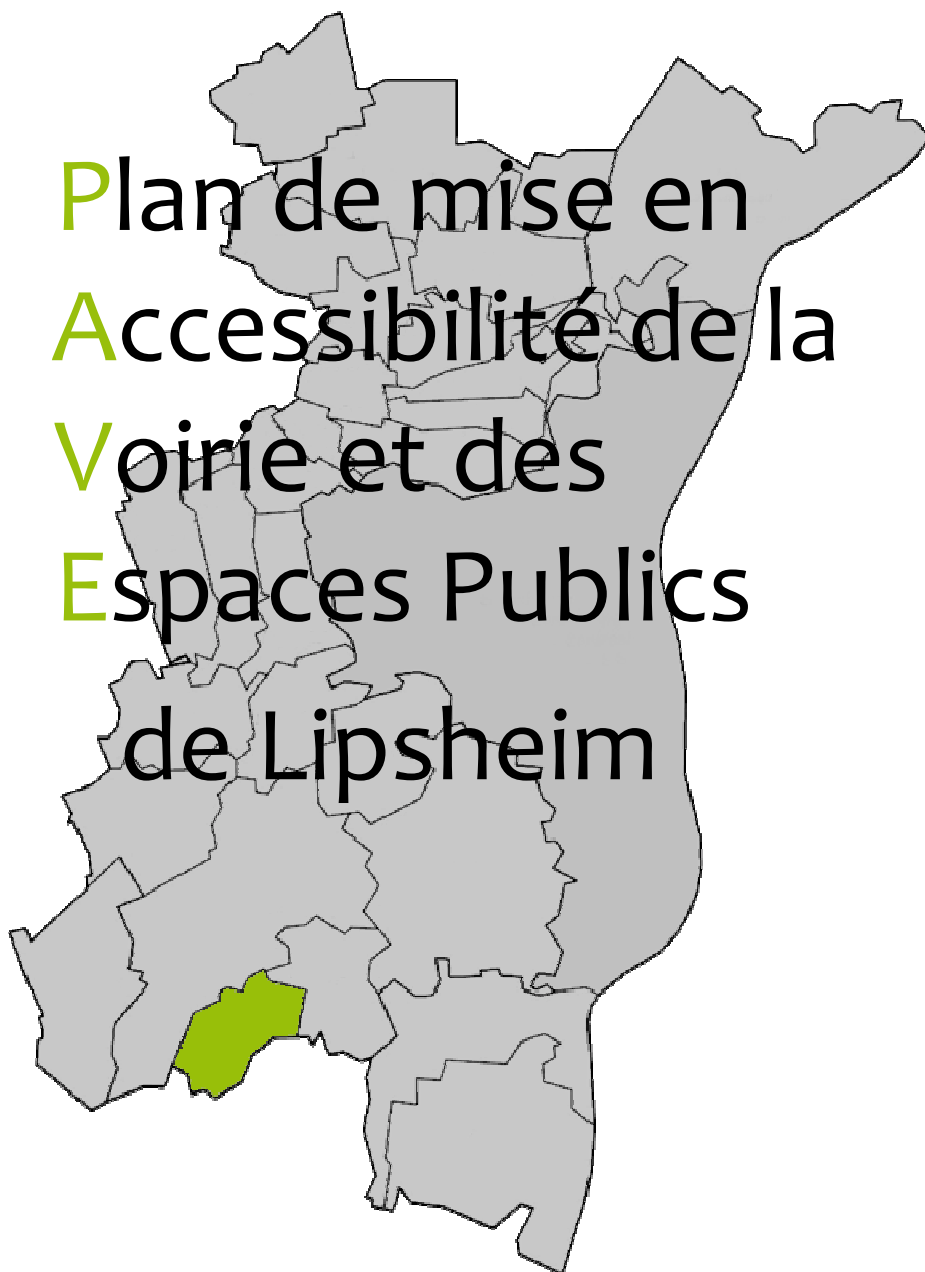 Plan de mise en
Accessibilité de la
Voirie et des
Espaces Publics
de Lipsheim